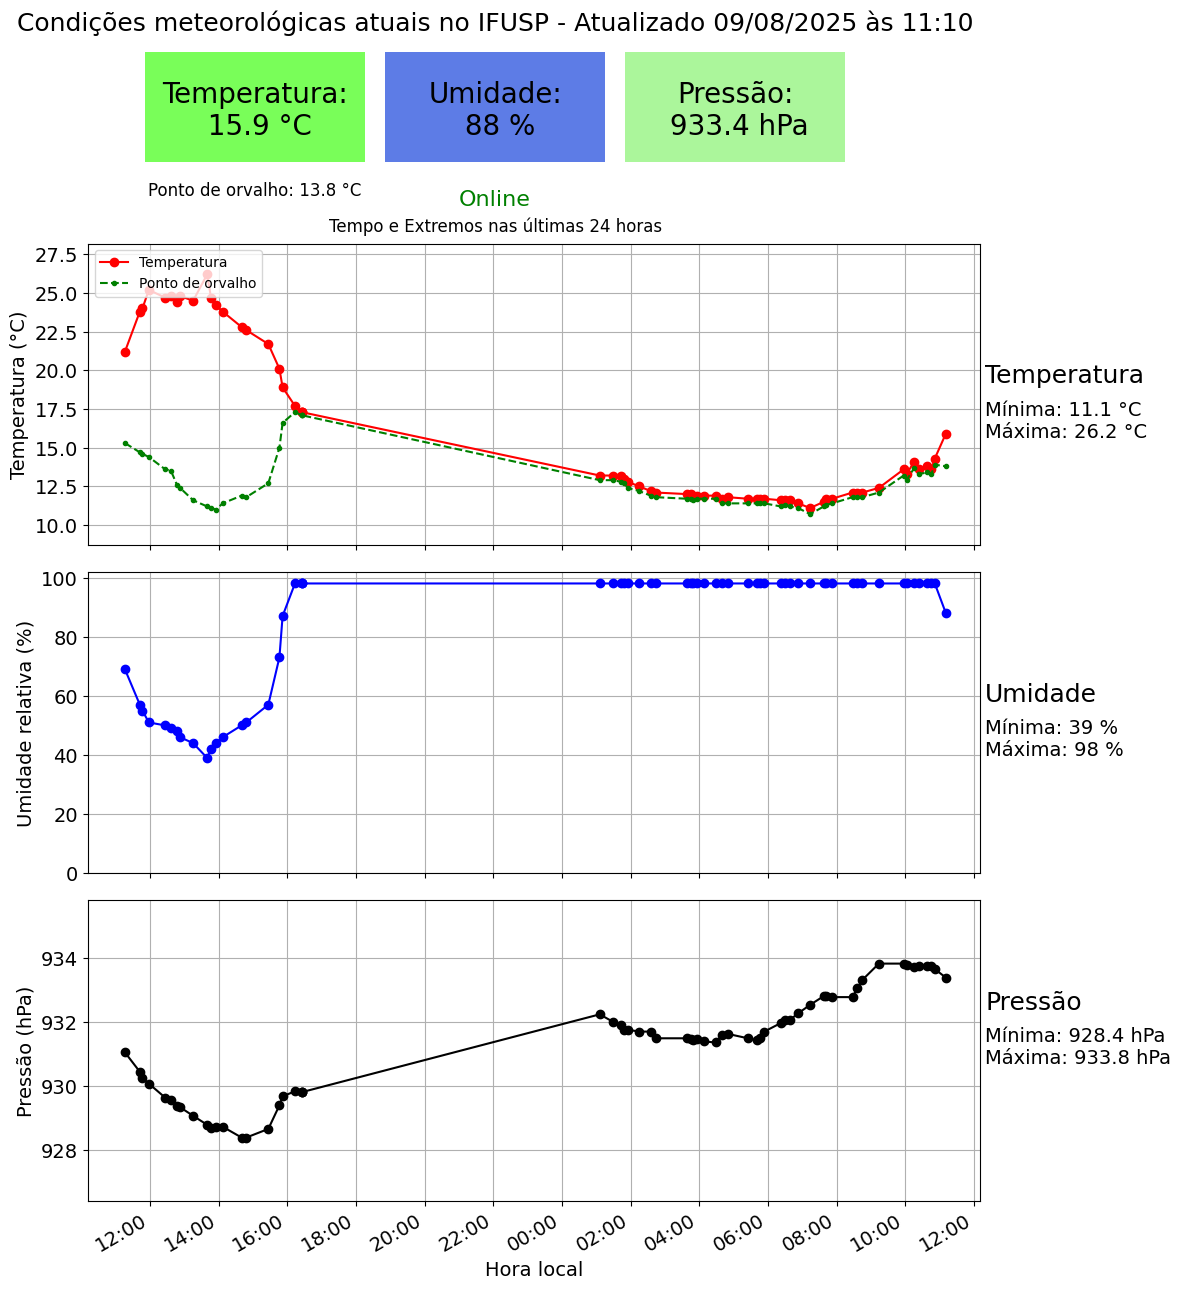 Condições meteorológicas atuais no IFUSP - Atualizado 09/08/2025 às 11:10
Temperatura:
15.9 °C
Umidade:
88 %
Pressão:
933.4 hPa
Ponto de orvalho: 13.8 °C
Online
Tempo e Extremos nas últimas 24 horas
Temperatura (°C)
27.5
25.0
22.5
20.0
17.5
15.0
12.5
10.0
Temperatura
Ponto de orvalho
Temperatura
Mínima: 11.1 °C
Máxima: 26.2 °C
Umidade relativa (%)
100
80
60
40
20
0
Umidade
Mínima: 39 %
Máxima: 98 %
Pressão (hPa)
934
932
930
928
Pressão
Mínima: 928.4 hPa
Máxima: 933.8 hPa
12:00
14:00
16:00
18:00
20:00
22:00
00:00
02:00
04:00
06:00
08:00
10:00
12:00
Hora local